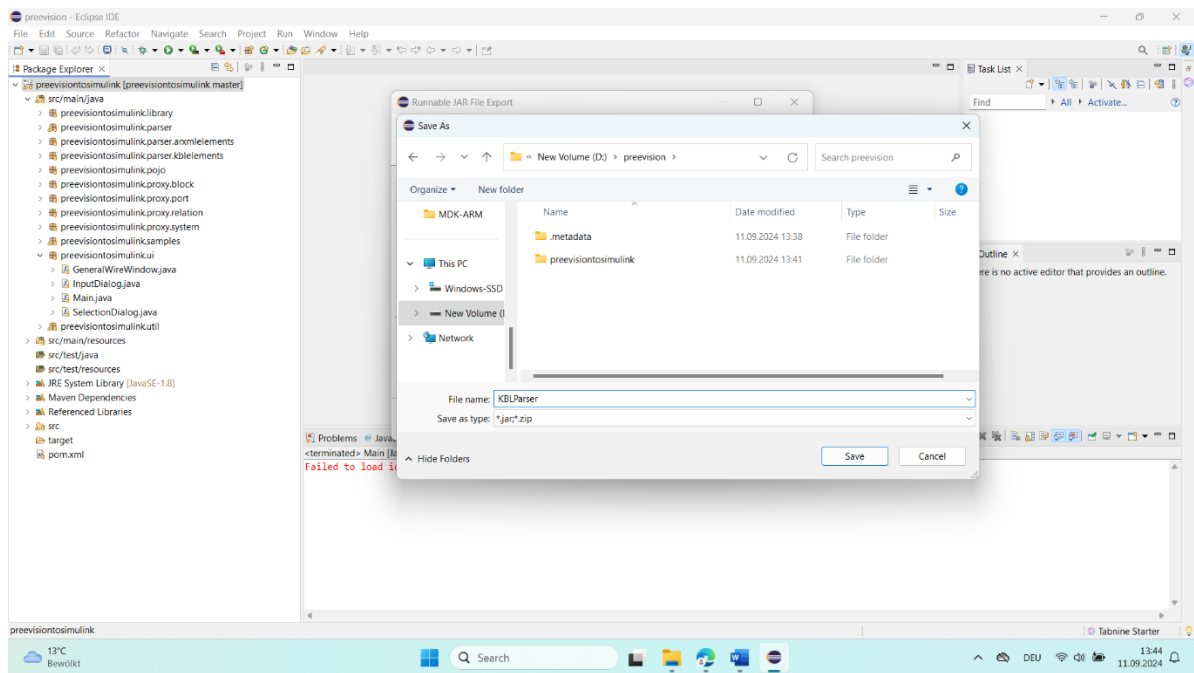 preevision - Eclipse IDE
File Edit Source Refactor Navigate Search Project Run Window Help
Package Explorer ×
preevisiontosimulink [preevisiontosimulink master]
src/main/java
preevisiontosimulink.library
preevisiontosimulink.parser
preevisiontosimulink.parser.arxmlelements
preevisiontosimulink.parser.kblelements
preevisiontosimulink.pojo
preevisiontosimulink.proxy.block
preevisiontosimulink.proxy.port
preevisiontosimulink.proxy.relation
preevisiontosimulink.proxy.system
preevisiontosimulink.samples
preevisiontosimulink.ui
GeneralWireWindow.java
InputDialog.java
Main.java
SelectionDialog.java
preevisiontosimulink.util
src/main/resources
src/test/java
src/test/resources
JRE System Library [JavaSE-1.8]
Maven Dependencies
Referenced Libraries
src
target
pom.xml
Runnable JAR File Export
Save As
« New Volume (D:) › preevision ›
Search preevision
Organize New folder
MDK-ARM
This PC
Windows-SSD
New Volume (
Network
Name Date modified Type Size
.metadata 11.09.2024 13:38 File folder
preevisiontosimulink 11.09.2024 13:41 File folder
File name: KBLParser
Save as type: *.jar;*.zip
Hide Folders
Save Cancel
Task List ×
Find All Activate...
Outline ×
ere is no active editor that provides an outline.
Problems Java
<terminated> Main [Ja
Failed to load ic
preevisiontosimulink
Tabnine Starter
13°C
Bewölkt
Search
DEU
13:44
11.09.2024